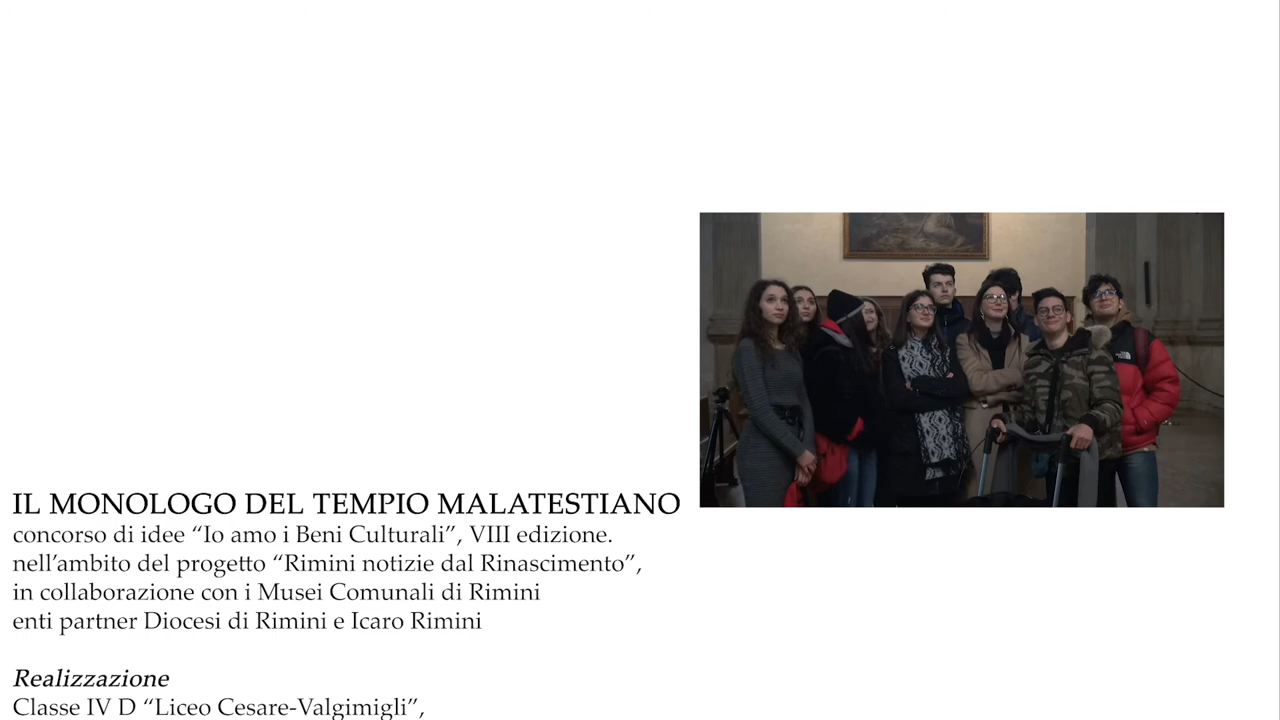 IL MONOLOGO DEL TEMPIO MALATESTIANO
concorso di idee “Io amo i Beni Culturali”, VIII edizione.
nell’ambito del progetto “Rimini notizie dal Rinascimento”,
in collaborazione con i Musei Comunali di Rimini
enti partner Diocesi di Rimini e Icaro Rimini
Realizzazione
Classe IV D “Liceo Cesare-Valgimigli”,